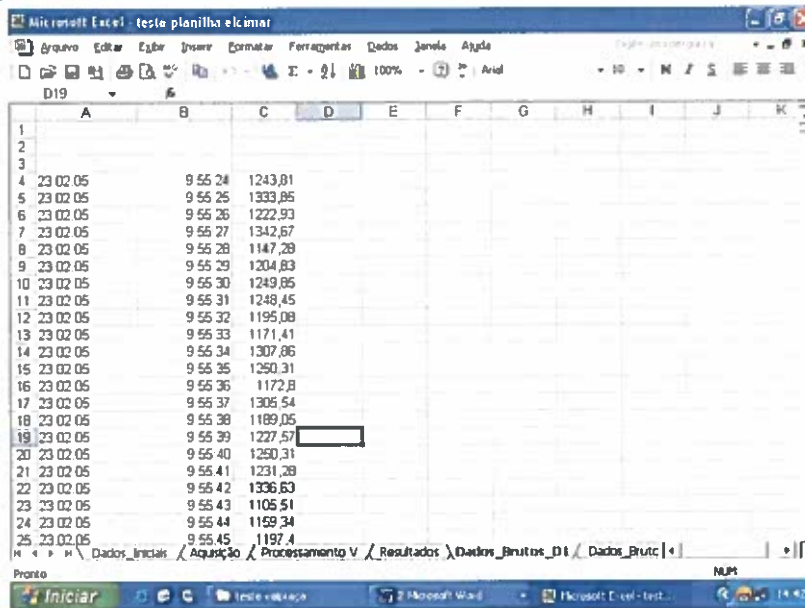 Microsoft Excel - teste planilha elcimar
Arquivo Editar Exibir Inserir Formatar Ferramentas Dados Janela Ajuda
100% Arial 10 N I S
D19 fx
A B C D E F G H I J K
1
2
3
4 23 02 05 9 55 24 1243,81
5 23 02 05 9 55 25 1333,85
6 23 02 05 9 55 26 1222,93
7 23 02 05 9 55 27 1342,67
8 23 02 05 9 55 28 1147,28
9 23 02 05 9 55 29 1204,83
10 23 02 05 9 55 30 1249,85
11 23 02 05 9 55 31 1248,45
12 23 02 05 9 55 32 1195,08
13 23 02 05 9 55 33 1171,41
14 23 02 05 9 55 34 1307,86
15 23 02 05 9 55 35 1250,31
16 23 02 05 9 55 36 1172,8
17 23 02 05 9 55 37 1305,54
18 23 02 05 9 55 38 1189,05
19 23 02 05 9 55 39 1227,57
20 23 02 05 9 55 40 1250,31
21 23 02 05 9 55 41 1231,28
22 23 02 05 9 55 42 1336,63
23 23 02 05 9 55 43 1105,51
24 23 02 05 9 55 44 1159,34
25 23 02 05 9 55 45 1197,4
Dados_Iniciais / Aquisição / Processamento V / Resultados \ Dados_Brutos_D1 / Dados_Brutc
Pronto NUM
Iniciar 2 Microsoft Word Microsoft Excel - test...